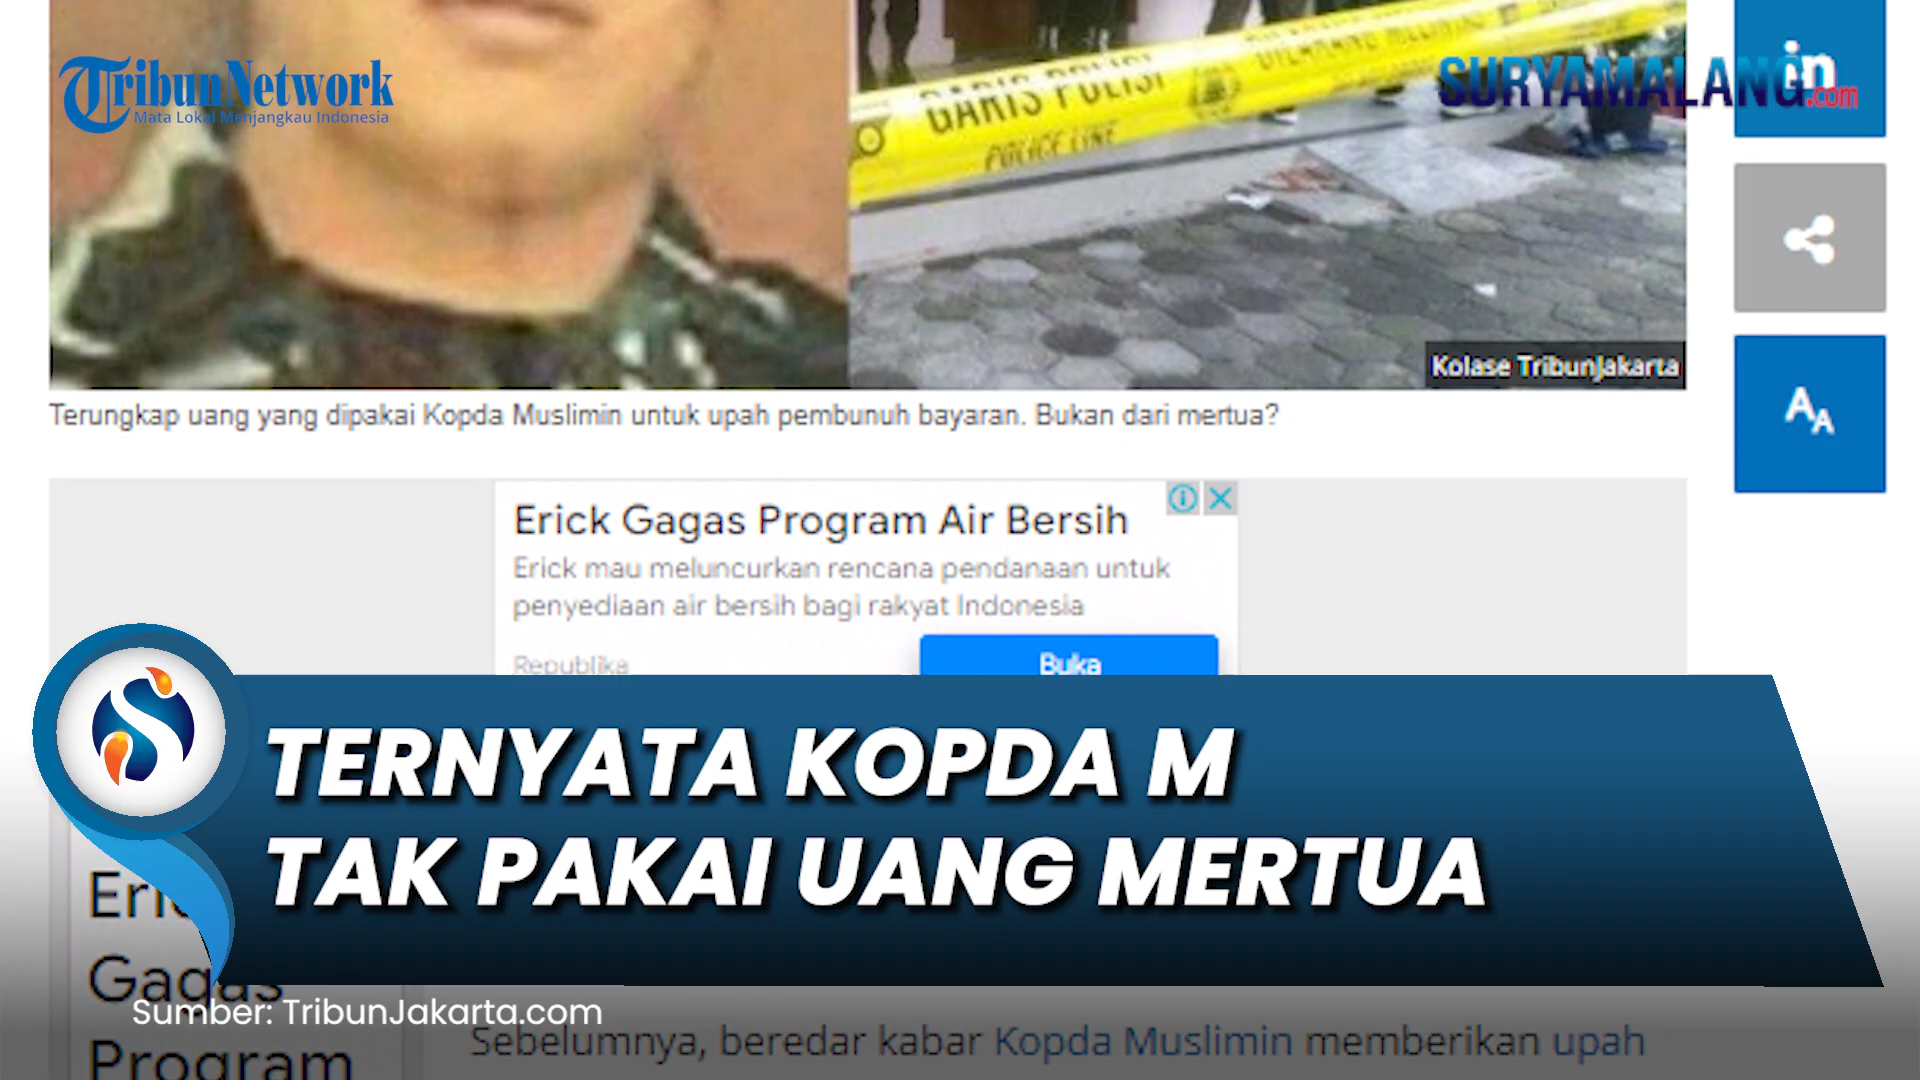 TribunNetwork
Mata Lokal Menjangkau Indonesia
SURYAMALANG.com
in
GARIS POLISI
POLICE LINE
Kolase TribunJakarta
AA
Terungkap uang yang dipakai Kopda Muslimin untuk upah pembunuh bayaran. Bukan dari mertua?
Erick Gagas Program Air Bersih
Erick mau meluncurkan rencana pendanaan untuk
penyediaan air bersih bagi rakyat Indonesia
Republika
Buka
TERNYATA KOPDA M
TAK PAKAI UANG MERTUA
Gagas
Program
Sumber: TribunJakarta.com
Sebelumnya, beredar kabar Kopda Muslimin memberikan upah